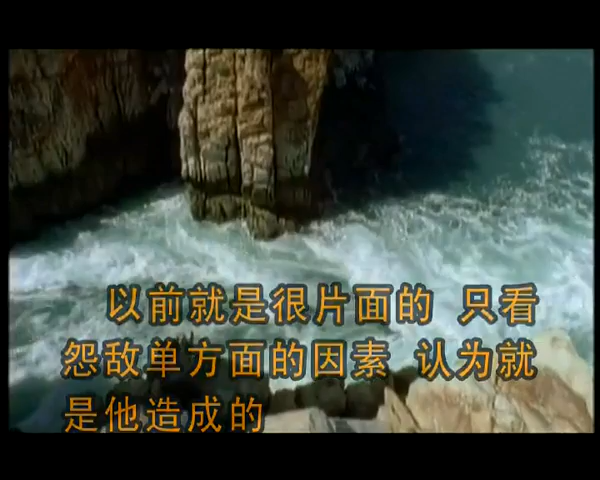 以前就是很片面的 只看
怨敌单方面的因素 认为就
是他造成的